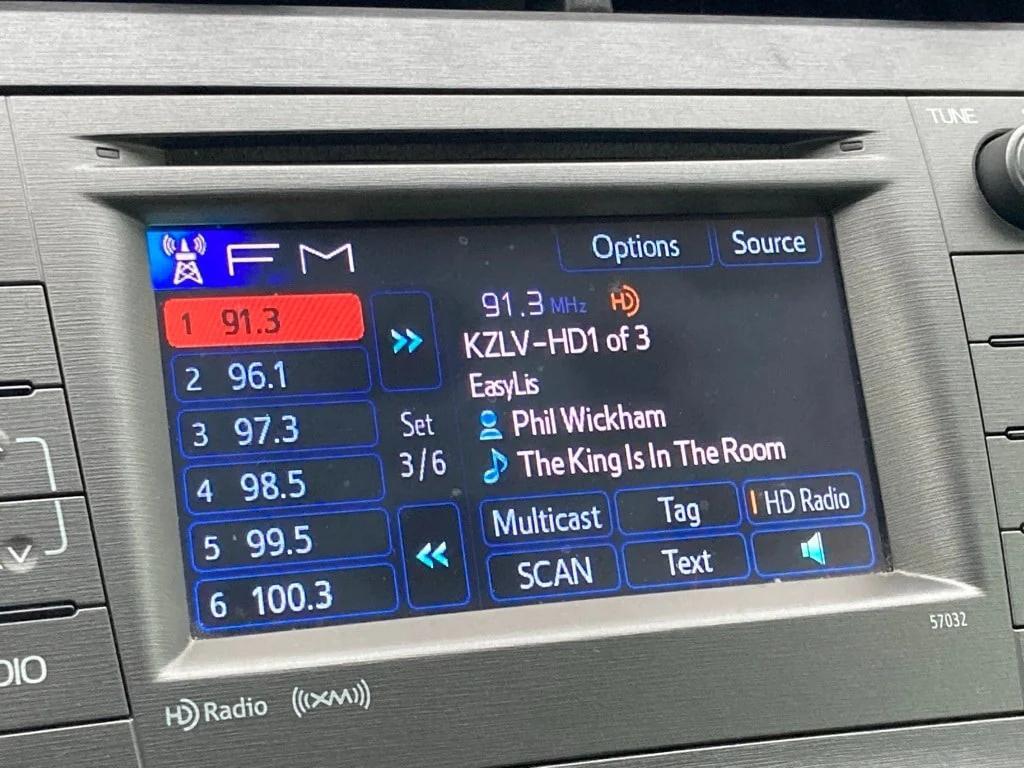 TUNE
FM
Options
Source
1 91.3
2 96.1
3 97.3
4 98.5
5 99.5
6 100.3
Set
3/6
91.3 MHz HD
KZLV-HD1 of 3
EasyLis
Phil Wickham
The King Is In The Room
Multicast
Tag
HD Radio
SCAN
Text
57032
DIO
HD Radio
((XM))